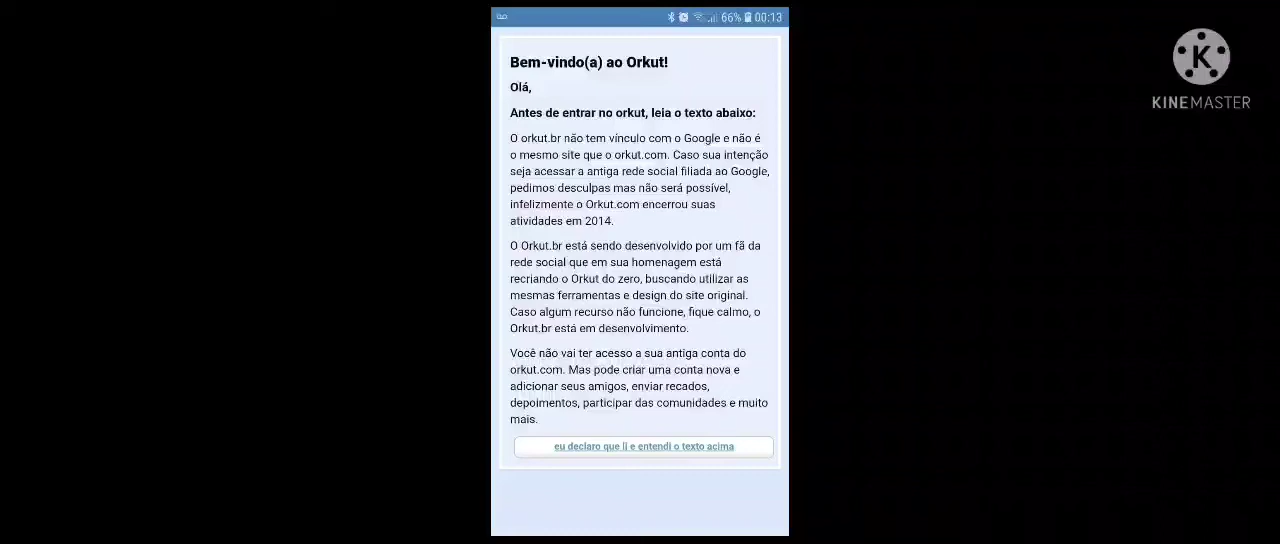 66% 00:13
Bem-vindo(a) ao Orkut!
Olá,
Antes de entrar no orkut, leia o texto abaixo:
O orkut.br não tem vínculo com o Google e não é
o mesmo site que o orkut.com. Caso sua intenção
seja acessar a antiga rede social filiada ao Google,
pedimos desculpas mas não será possível,
infelizmente o Orkut.com encerrou suas
atividades em 2014.
O Orkut.br está sendo desenvolvido por um fã da
rede social que em sua homenagem está
recriando o Orkut do zero, buscando utilizar as
mesmas ferramentas e design do site original.
Caso algum recurso não funcione, fique calmo, o
Orkut.br está em desenvolvimento.
Você não vai ter acesso a sua antiga conta do
orkut.com. Mas pode criar uma conta nova e
adicionar seus amigos, enviar recados,
depoimentos, participar das comunidades e muito
mais.
eu declaro que li e entendi o texto acima
K
KINEMASTER